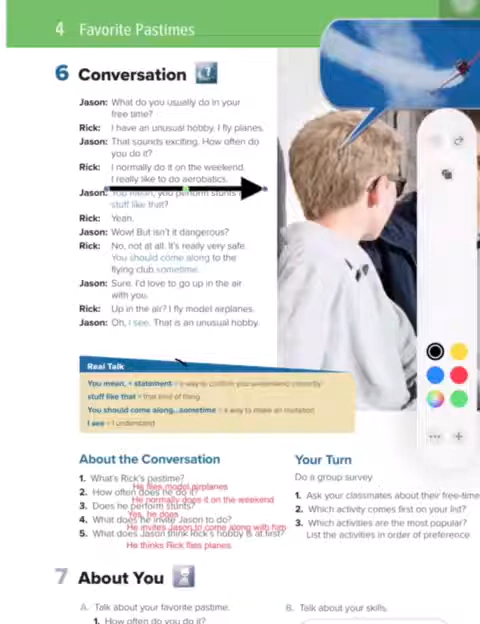 4 Favorite Pastimes
6 Conversation
Jason: What do you usually do in your
free time?
Rick: I have an unusual hobby. I fly planes.
Jason: That sounds exciting. How often do
you do it?
Rick: I normally do it on the weekend.
I really like to do aerobatics.
Jason: You mean, you perform stunts
stuff like that?
Rick: Yeah.
Jason: Wow! But isn't it dangerous?
Rick: No, not at all. It's really very safe.
You should come along to the
flying club sometime.
Jason: Sure. I'd love to go up in the air
with you.
Rick: Up in the air? I fly model airplanes.
Jason: Oh, I see. That is an unusual hobby.
Real Talk
You mean, + statement = a way to confirm you understand correctly
stuff like that = that kind of thing
You should come along...sometime = a way to make an invitation
I see = I understand
About the Conversation
1. What's Rick's pastime?
He flies model airplanes
2. How often does he do it?
He normally does it on the weekend
3. Does he perform stunts?
Yes, he does
4. What does he invite Jason to do?
He invites Jason to come along with him
5. What does Jason think Rick's hobby is at first?
He thinks Rick flies planes
Your Turn
Do a group survey
1. Ask your classmates about their free-time
2. Which activity comes first on your list?
3. Which activities are the most popular?
List the activities in order of preference.
7 About You
A. Talk about your favorite pastime.
1. How often do you do it?
B. Talk about your skills.